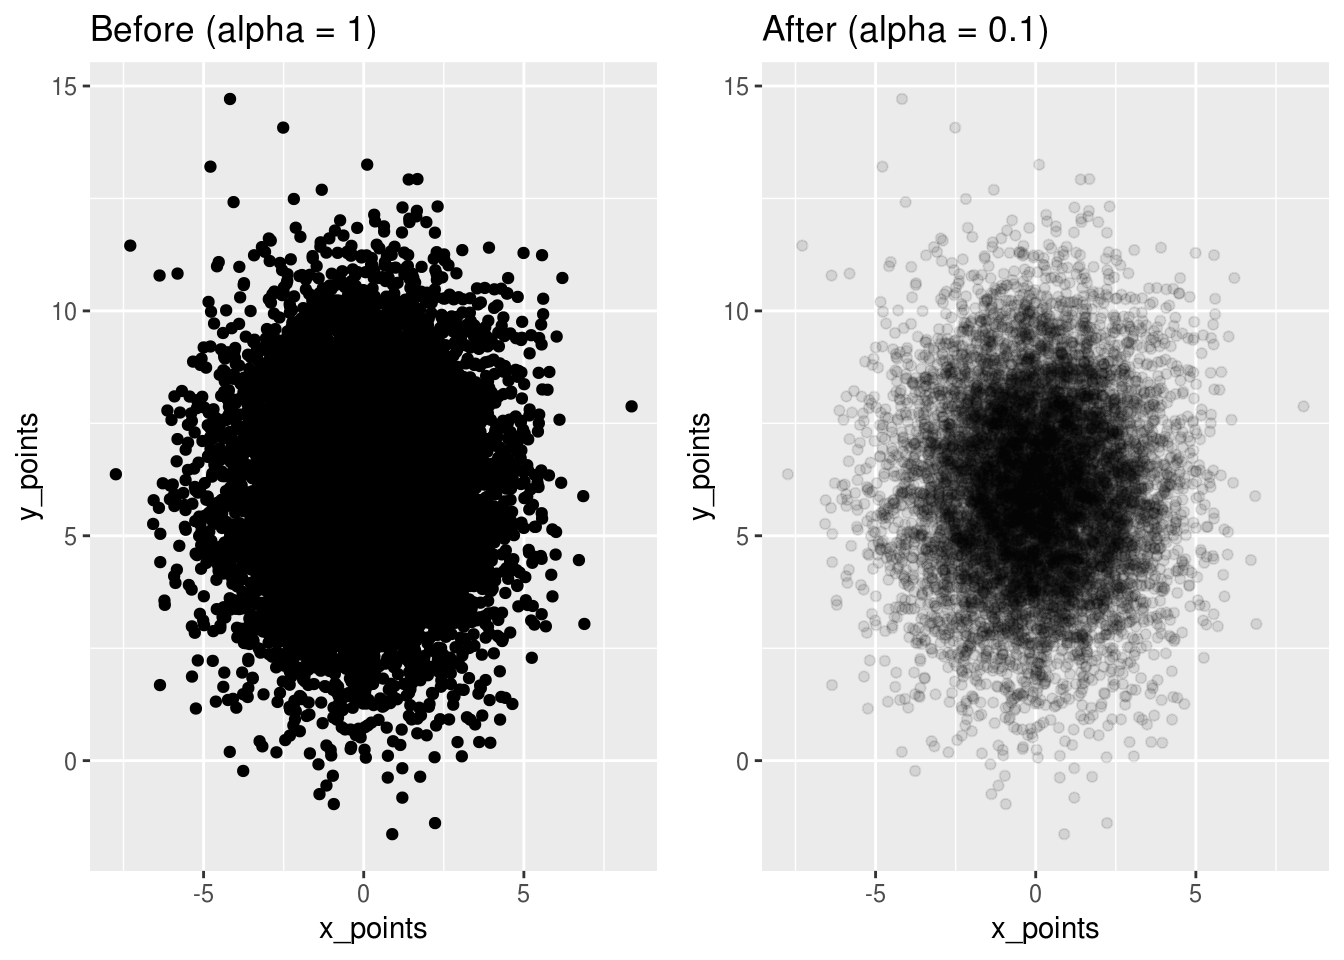 Before (alpha = 1)
15
10
5
0
y_points
-5 0 5
x_points
After (alpha = 0.1)
15
10
5
0
y_points
-5 0 5
x_points